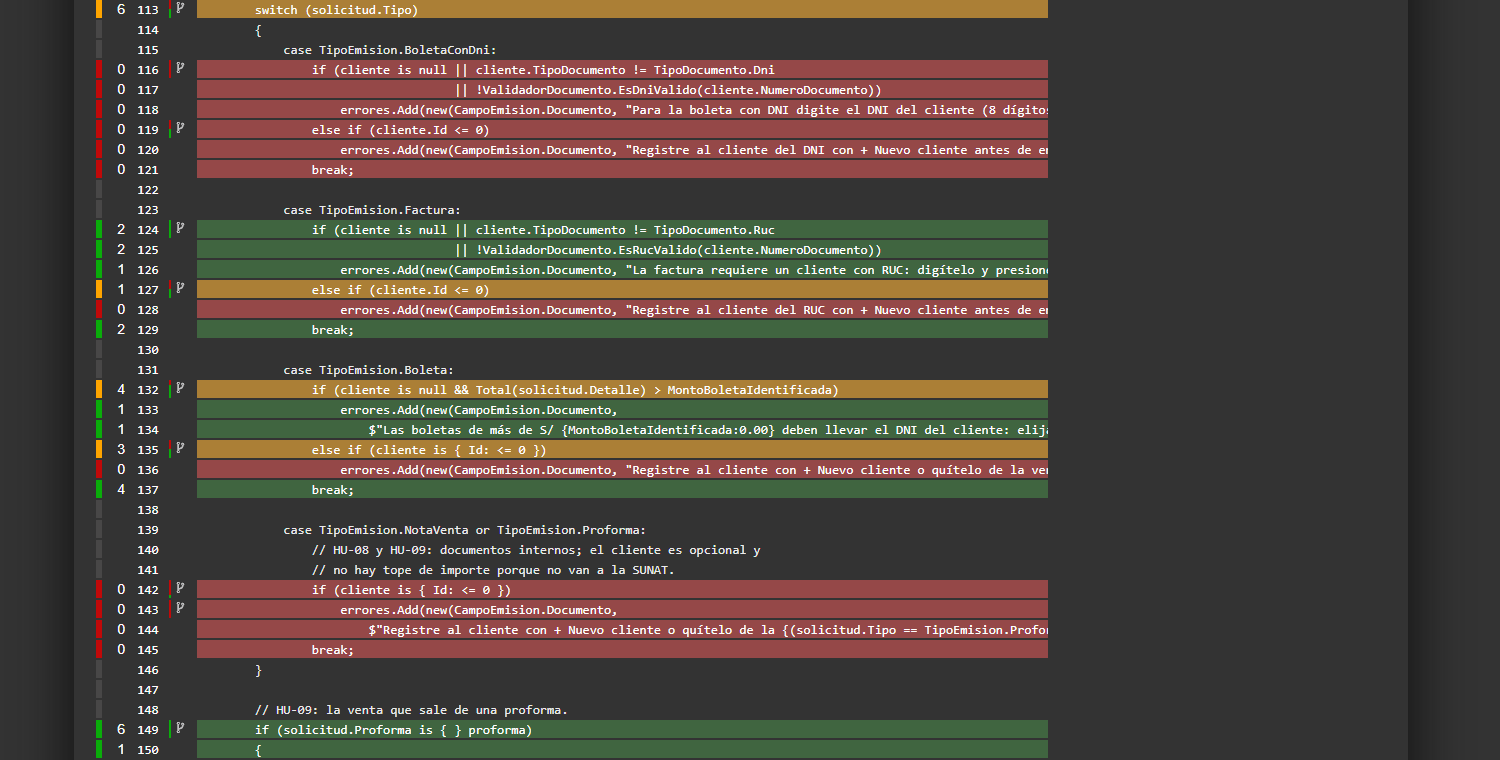 6 113 switch (solicitud.Tipo)
114 {
115 case TipoEmision.BoletaConDni:
0 116 if (cliente is null || cliente.TipoDocumento != TipoDocumento.Dni
0 117 || !ValidadorDocumento.EsDniValido(cliente.NumeroDocumento))
0 118 errores.Add(new(CampoEmision.Documento, "Para la boleta con DNI digite el DNI del cliente (8 dígitos
0 119 else if (cliente.Id <= 0)
0 120 errores.Add(new(CampoEmision.Documento, "Registre al cliente del DNI con + Nuevo cliente antes de em
0 121 break;
122
123 case TipoEmision.Factura:
2 124 if (cliente is null || cliente.TipoDocumento != TipoDocumento.Ruc
2 125 || !ValidadorDocumento.EsRucValido(cliente.NumeroDocumento))
1 126 errores.Add(new(CampoEmision.Documento, "La factura requiere un cliente con RUC: digítelo y presion
1 127 else if (cliente.Id <= 0)
0 128 errores.Add(new(CampoEmision.Documento, "Registre al cliente del RUC con + Nuevo cliente antes de em
2 129 break;
130
131 case TipoEmision.Boleta:
4 132 if (cliente is null && Total(solicitud.Detalle) > MontoBoletaIdentificada)
1 133 errores.Add(new(CampoEmision.Documento,
1 134 $"Las boletas de más de S/ {MontoBoletaIdentificada:0.00} deben llevar el DNI del cliente: elija
3 135 else if (cliente is { Id: <= 0 })
0 136 errores.Add(new(CampoEmision.Documento, "Registre al cliente con + Nuevo cliente o quítelo de la ven
4 137 break;
138
139 case TipoEmision.NotaVenta or TipoEmision.Proforma:
140 // HU-08 y HU-09: documentos internos; el cliente es opcional y
141 // no hay tope de importe porque no van a la SUNAT.
0 142 if (cliente is { Id: <= 0 })
0 143 errores.Add(new(CampoEmision.Documento,
0 144 $"Registre al cliente con + Nuevo cliente o quítelo de la {(solicitud.Tipo == TipoEmision.Profor
0 145 break;
146 }
147
148 // HU-09: la venta que sale de una proforma.
6 149 if (solicitud.Proforma is { } proforma)
1 150 {